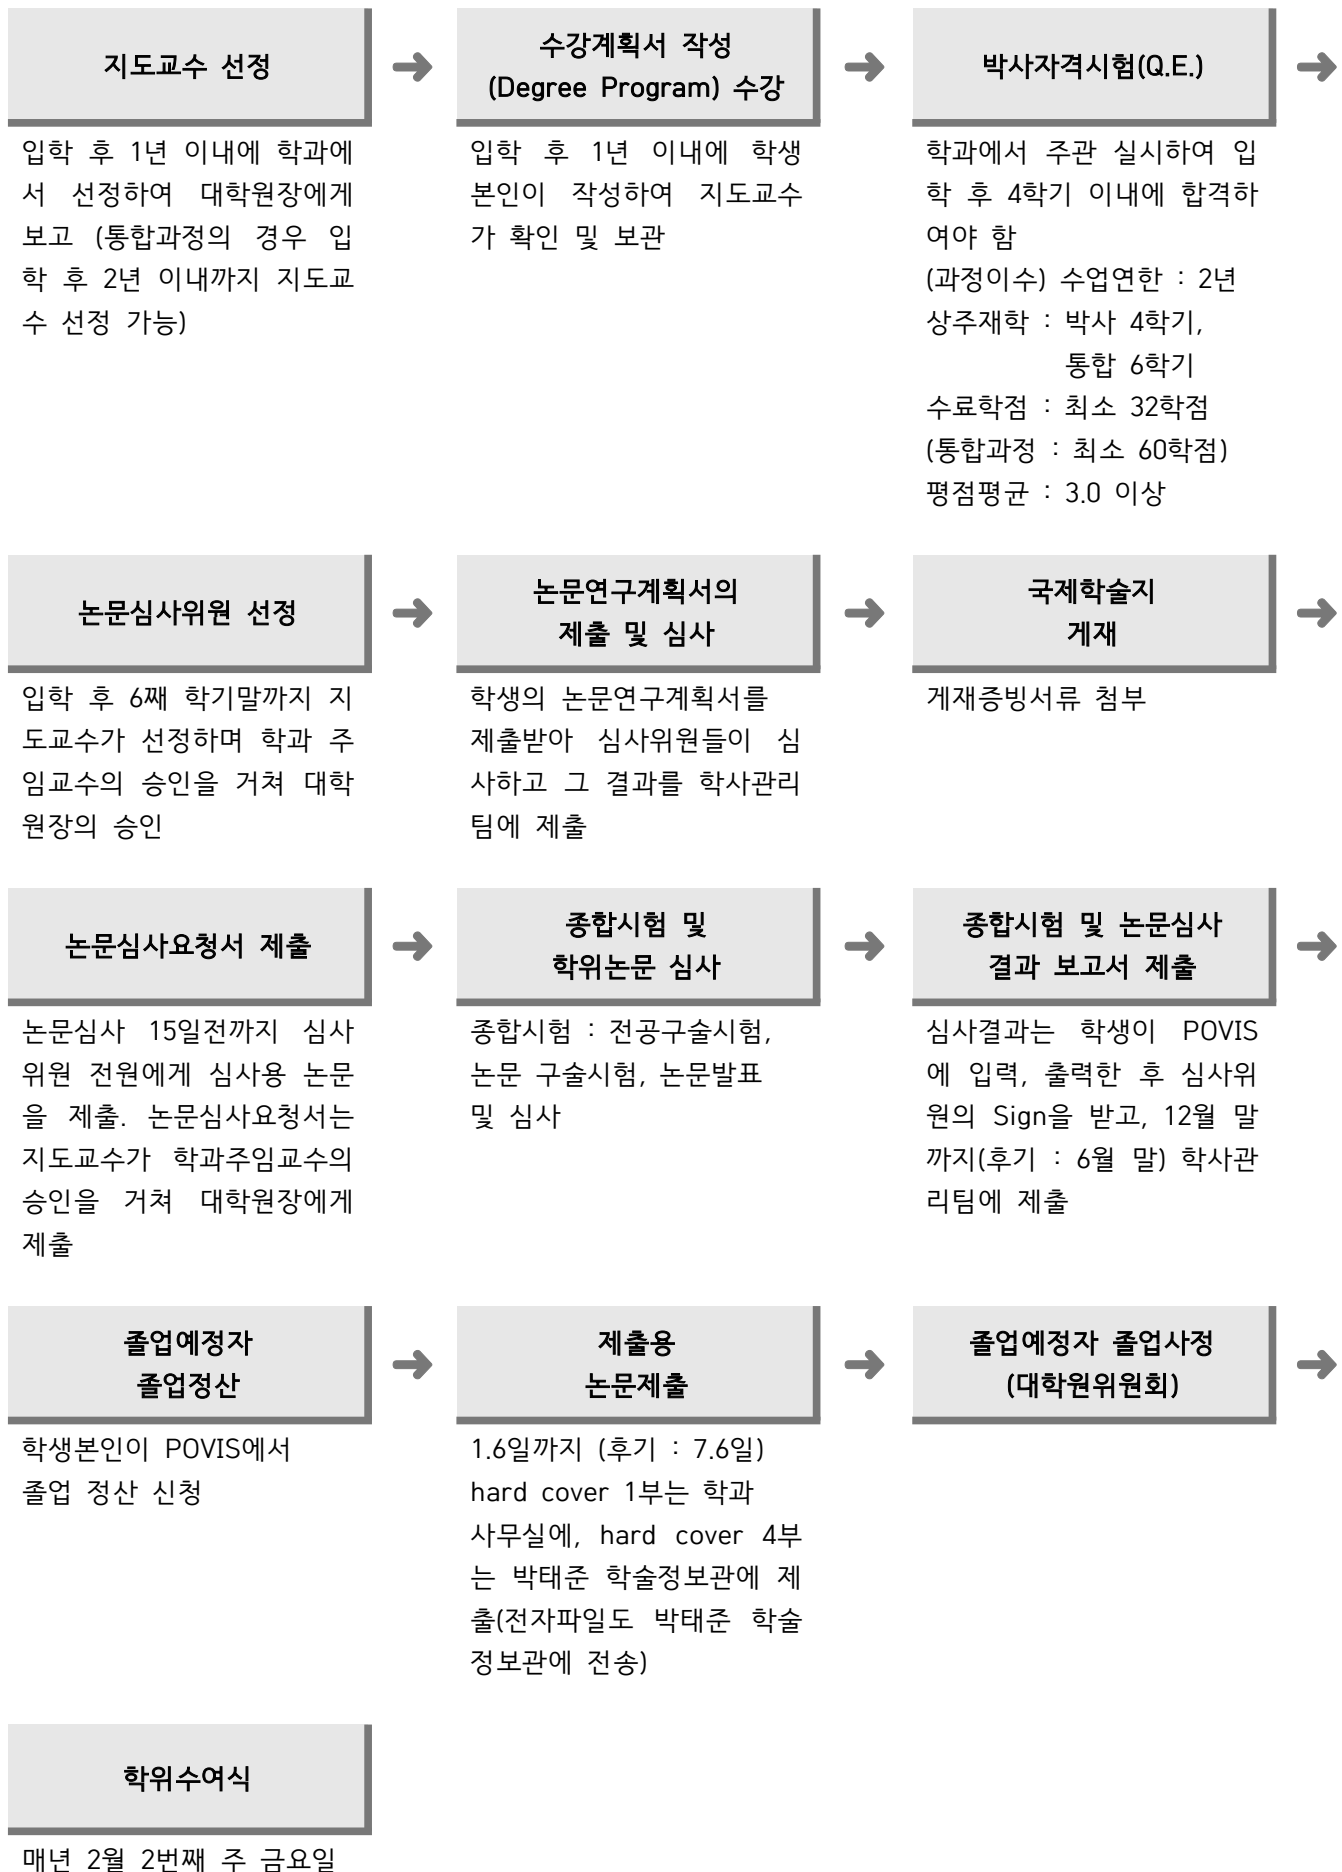 지도교수 선정
수강계획서 작성
(Degree Program) 수강
박사자격시험(Q.E.)
입학 후 1년 이내에 학과에
서 선정하여 대학원장에게
보고 (통합과정의 경우 입
학 후 2년 이내까지 지도교
수 선정 가능)
입학 후 1년 이내에 학생
본인이 작성하여 지도교수
가 확인 및 보관
학과에서 주관 실시하여 입
학 후 4학기 이내에 합격하
여야 함
(과정이수) 수업연한 : 2년
상주재학 : 박사 4학기,
통합 6학기
수료학점 : 최소 32학점
(통합과정 : 최소 60학점)
평점평균 : 3.0 이상
논문심사위원 선정
논문연구계획서의
제출 및 심사
국제학술지
게재
입학 후 6째 학기말까지 지
도교수가 선정하며 학과 주
임교수의 승인을 거쳐 대학
원장의 승인
학생의 논문연구계획서를
제출받아 심사위원들이 심
사하고 그 결과를 학사관리
팀에 제출
게재증빙서류 첨부
논문심사요청서 제출
종합시험 및
학위논문 심사
종합시험 및 논문심사
결과 보고서 제출
논문심사 15일전까지 심사
위원 전원에게 심사용 논문
을 제출. 논문심사요청서는
지도교수가 학과주임교수의
승인을 거쳐 대학원장에게
제출
종합시험 : 전공구술시험,
논문 구술시험, 논문발표
및 심사
심사결과는 학생이 POVIS
에 입력, 출력한 후 심사위
원의 Sign을 받고, 12월 말
까지(후기 : 6월 말) 학사관
리팀에 제출
졸업예정자
졸업정산
제출용
논문제출
졸업예정자 졸업사정
(대학원위원회)
학생본인이 POVIS에서
졸업 정산 신청
1.6일까지 (후기 : 7.6일)
hard cover 1부는 학과
사무실에, hard cover 4부
는 박태준 학술정보관에 제
출(전자파일도 박태준 학술
정보관에 전송)
학위수여식
매년 2월 2번째 주 금요일